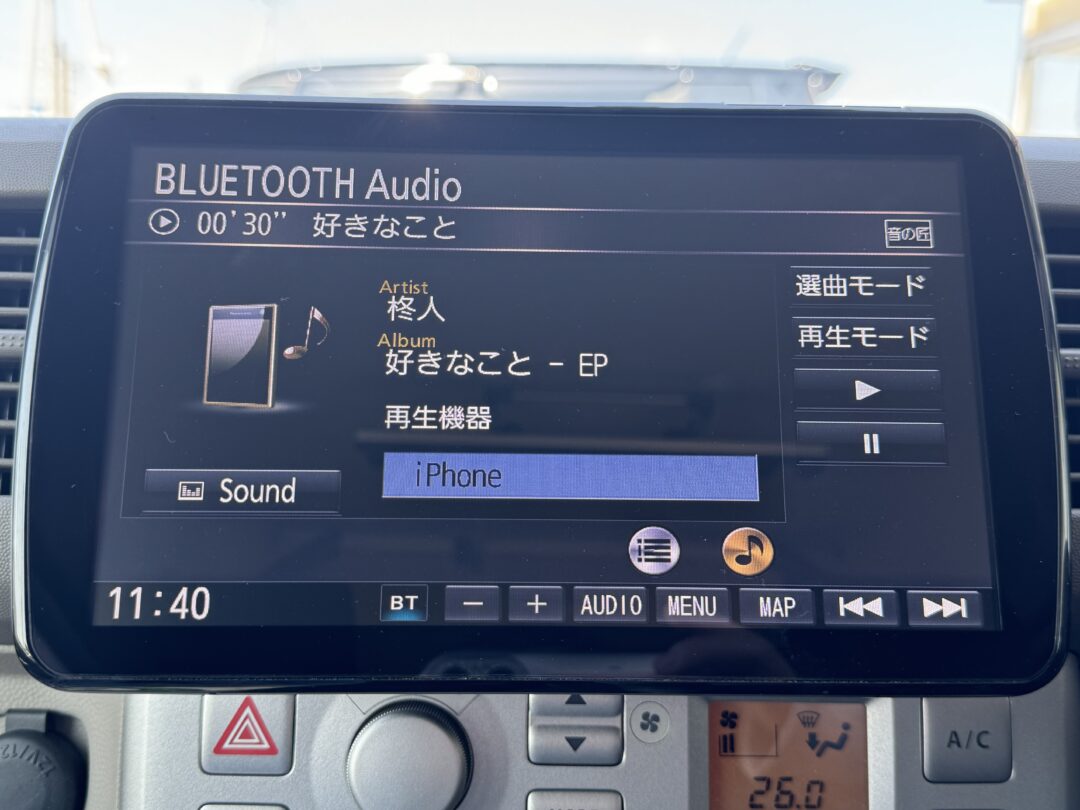 BLUETOOTH Audio
00'30" 好きなこと
音の匠
Artist
柊人
Album
好きなこと - EP
再生機器
iPhone
Sound
選曲モード
再生モード
11:40
BT
- + AUDIO MENU MAP
26.0
A/C
12V/12